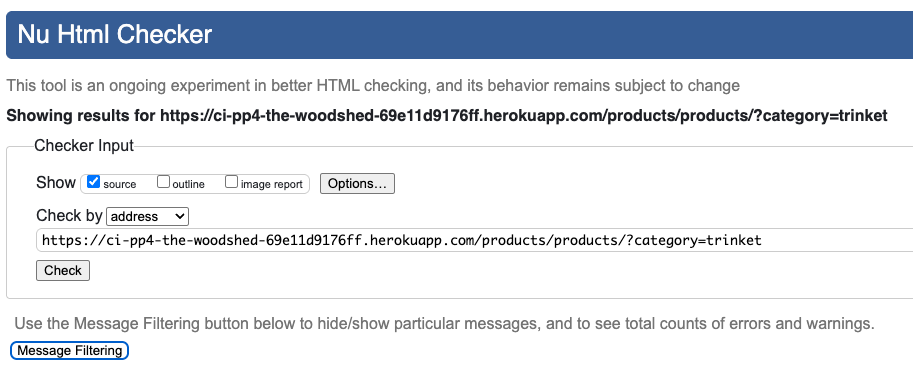 Nu Html Checker
This tool is an ongoing experiment in better HTML checking, and its behavior remains subject to change
Showing results for https://ci-pp4-the-woodshed-69e11d9176ff.herokuapp.com/products/products/?category=trinket
Checker Input
Show source outline image report Options...
Check by address
https://ci-pp4-the-woodshed-69e11d9176ff.herokuapp.com/products/products/?category=trinket
Check
Use the Message Filtering button below to hide/show particular messages, and to see total counts of errors and warnings.
Message Filtering